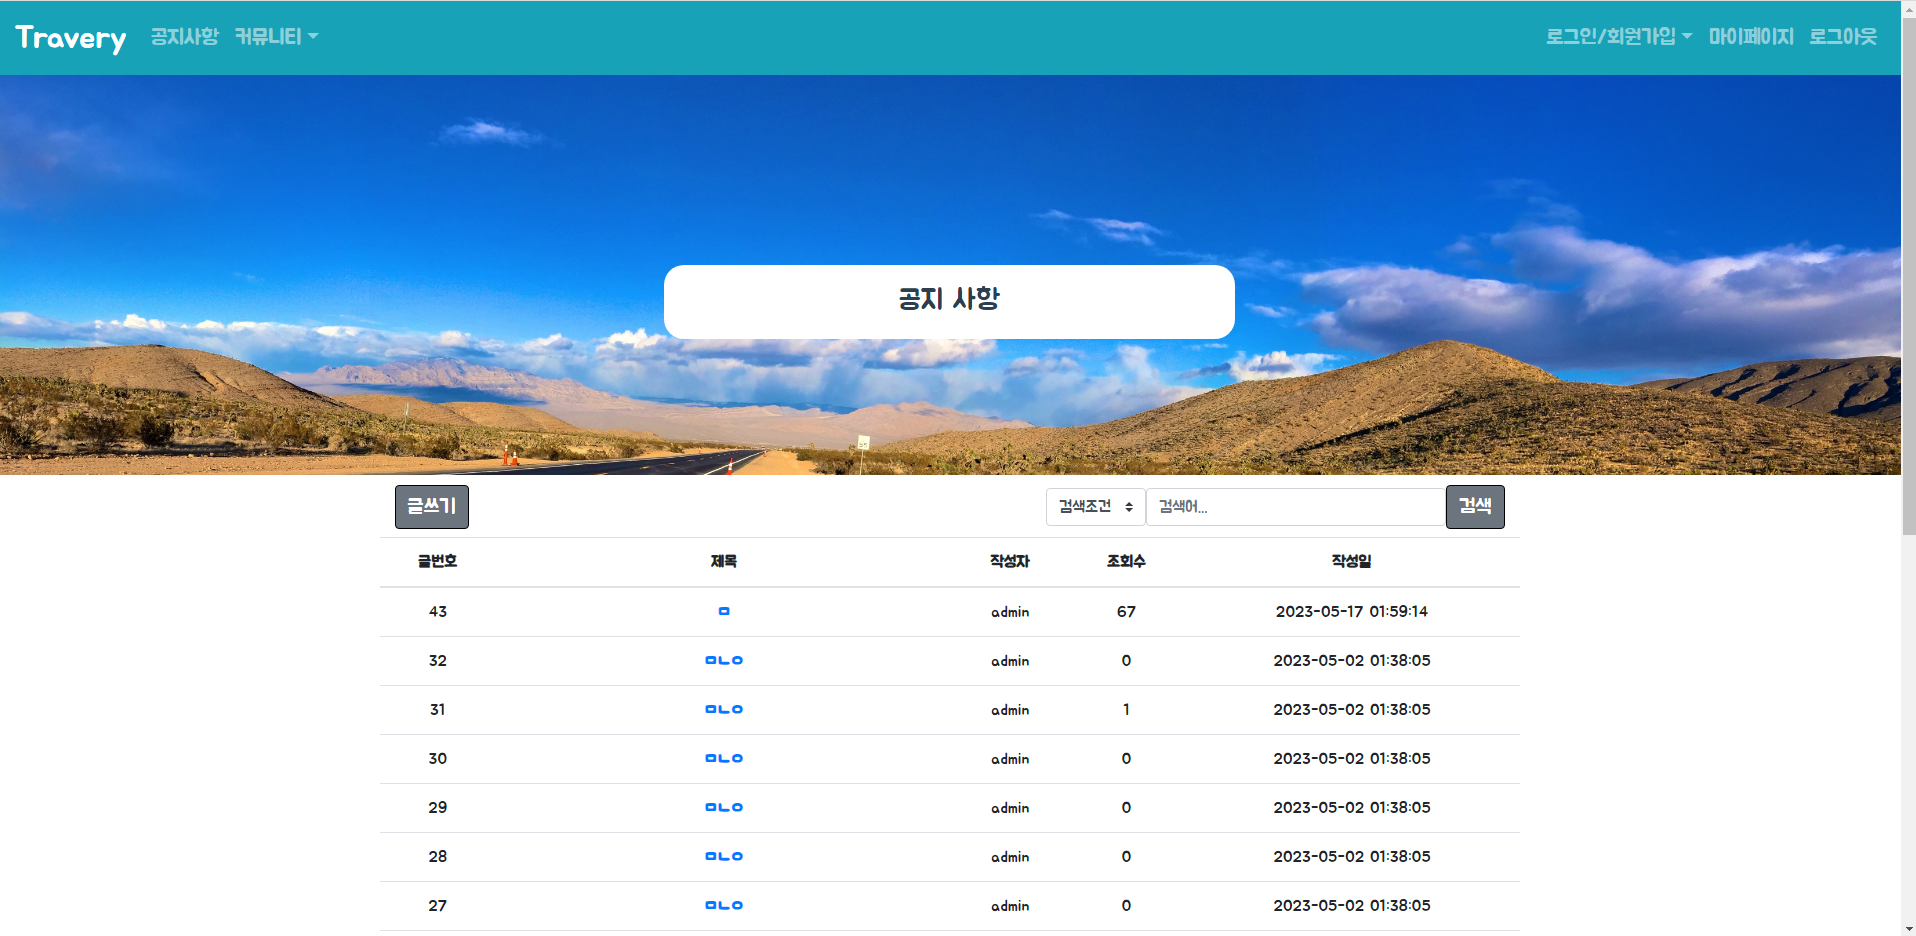 Travery 공지사항 커뮤니티 로그인/회원가입 마이페이지 로그아웃
공지 사항
글쓰기 검색조건 검색어... 검색
글번호 제목 작성자 조회수 작성일
43 ㅁ admin 67 2023-05-17 01:59:14
32 ㅁㄴㅇ admin 0 2023-05-02 01:38:05
31 ㅁㄴㅇ admin 1 2023-05-02 01:38:05
30 ㅁㄴㅇ admin 0 2023-05-02 01:38:05
29 ㅁㄴㅇ admin 0 2023-05-02 01:38:05
28 ㅁㄴㅇ admin 0 2023-05-02 01:38:05
27 ㅁㄴㅇ admin 0 2023-05-02 01:38:05